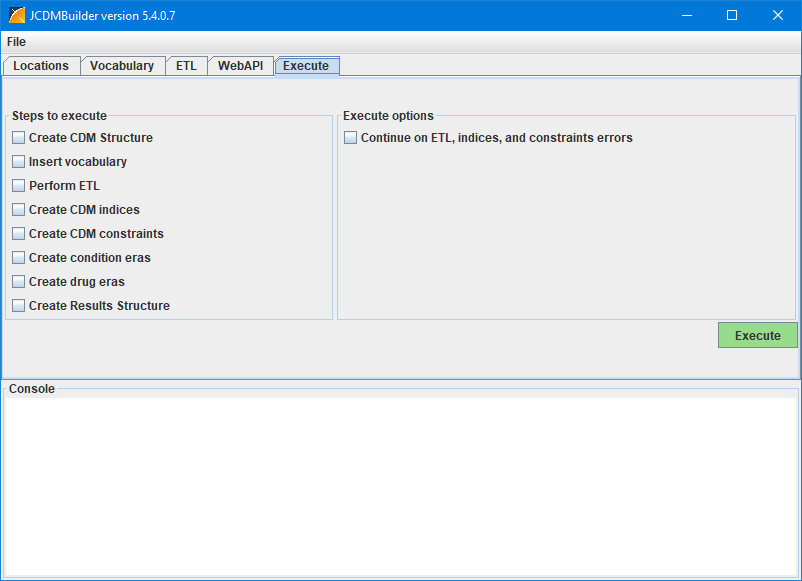 JCDMBuilder version 5.4.0.7
File
Locations Vocabulary ETL WebAPI Execute
Steps to execute
Create CDM Structure
Insert vocabulary
Perform ETL
Create CDM indices
Create CDM constraints
Create condition eras
Create drug eras
Create Results Structure
Execute options
Continue on ETL, indices, and constraints errors
Execute
Console